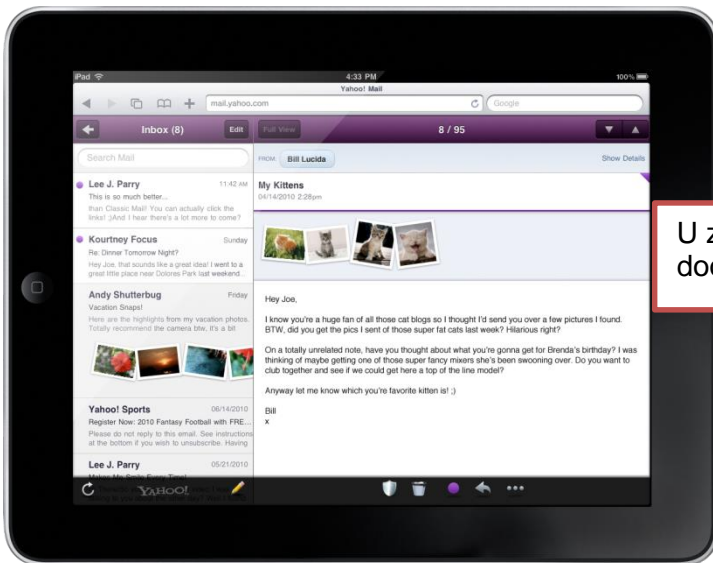 iPad
4:33 PM
100%
Yahoo! Mail
mail.yahoo.com
Google
Inbox (8)
Edit
Full View
8 / 95
Search Mail
FROM: Bill Lucida
Show Details
Lee J. Parry
11:42 AM
This is so much better...
than Classic Mail! You can actually click the
links! ;)And I hear there's a lot more to come?
My Kittens
04/14/2010 2:28pm
Kourtney Focus
Sunday
Re: Dinner Tomorrow Night?
Hey Joe, that sounds like a great idea! I went to a
great little place near Dolores Park last weekend...
U z
doo
Andy Shutterbug
Friday
Vacation Snaps!
Here are the highlights from my vacation photos.
Totally recommend the camera btw, it's a bit
Hey Joe,
I know you're a huge fan of all those cat blogs so I thought I'd send you over a few pictures I found.
BTW, did you get the pics I sent of those super fat cats last week? Hilarious right?
On a totally unrelated note, have you thought about what you're gonna get for Brenda's birthday? I was
thinking of maybe getting one of those super fancy mixers she's been swooning over. Do you want to
club together and see if we could get here a top of the line model?
Anyway let me know which you're favorite kitten is! ;)
Bill
x
Yahoo! Sports
06/14/2010
Register Now: 2010 Fantasy Football with FRE...
Please do not reply to this email. See instructions
at the bottom if you wish to unsubscribe. Having
Lee J. Parry
05/21/2010
Makes Me Smile Every Time!
YAHOO!